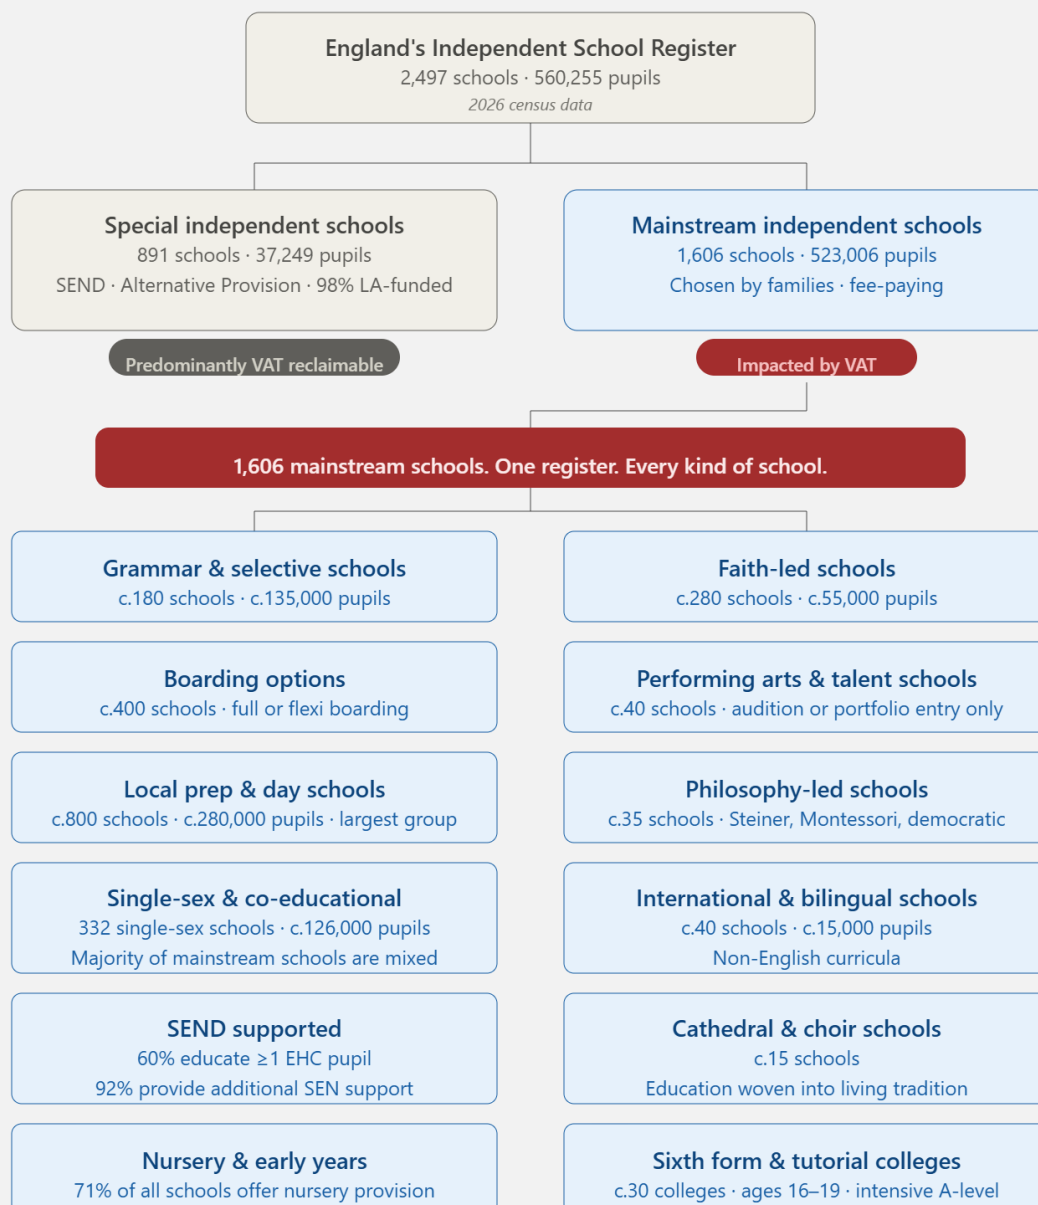 England's Independent School Register
2,497 schools · 560,255 pupils
2026 census data
Special independent schools
891 schools · 37,249 pupils
SEND · Alternative Provision · 98% LA-funded
Predominantly VAT reclaimable
Mainstream independent schools
1,606 schools · 523,006 pupils
Chosen by families · fee-paying
Impacted by VAT
1,606 mainstream schools. One register. Every kind of school.
Grammar & selective schools
c.180 schools · c.135,000 pupils
Faith-led schools
c.280 schools · c.55,000 pupils
Boarding options
c.400 schools · full or flexi boarding
Performing arts & talent schools
c.40 schools · audition or portfolio entry only
Local prep & day schools
c.800 schools · c.280,000 pupils · largest group
Philosophy-led schools
c.35 schools · Steiner, Montessori, democratic
Single-sex & co-educational
332 single-sex schools · c.126,000 pupils
Majority of mainstream schools are mixed
International & bilingual schools
c.40 schools · c.15,000 pupils
Non-English curricula
SEND supported
60% educate ≥1 EHC pupil
92% provide additional SEN support
Cathedral & choir schools
c.15 schools
Education woven into living tradition
Nursery & early years
71% of all schools offer nursery provision
Sixth form & tutorial colleges
c.30 colleges · ages 16–19 · intensive A-level